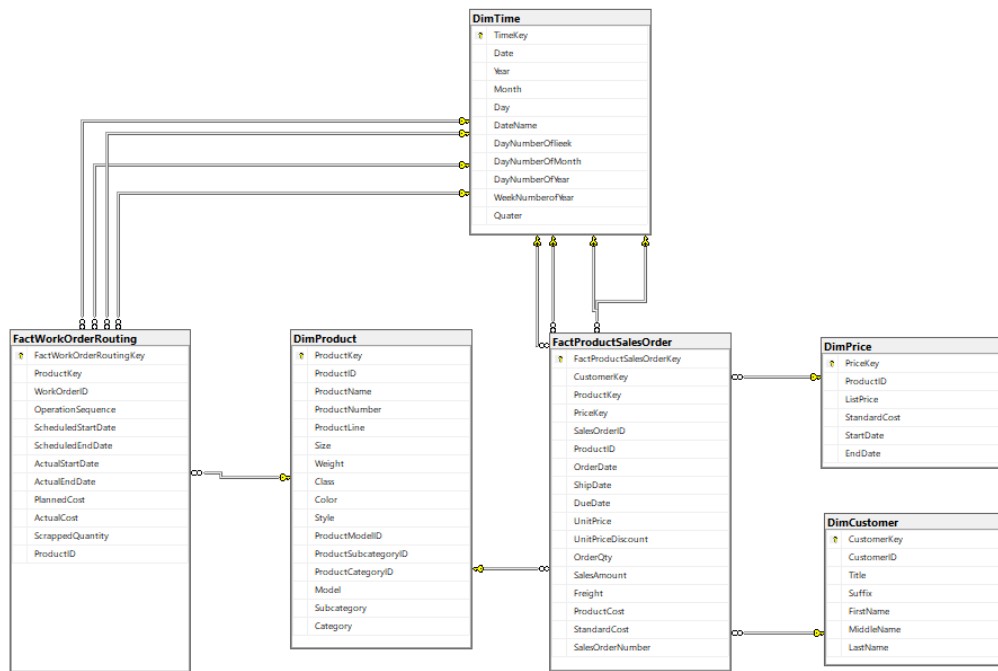 DimTime
TimeKey
Date
Year
Month
Day
DateName
DayNumberOflieek
DayNumberOfMonth
DayNumberOfYear
WeekNumberofYear
Quater
FactWorkOrderRouting
FactWorkOrderRoutingKey
ProductKey
WorkOrderID
OperationSequence
ScheduledStartDate
ScheduledEndDate
ActualStartDate
ActualEndDate
PlannedCost
ActualCost
ScrappedQuantity
ProductID
DimProduct
ProductKey
ProductID
ProductName
ProductNumber
ProductLine
Size
Weight
Class
Color
Style
ProductModelID
ProductSubcategoryID
ProductCategoryID
Model
Subcategory
Category
FactProductSalesOrder
FactProductSalesOrderKey
CustomerKey
ProductKey
PriceKey
SalesOrderID
ProductID
OrderDate
ShipDate
DueDate
UnitPrice
UnitPriceDiscount
OrderQty
SalesAmount
Freight
ProductCost
StandardCost
SalesOrderNumber
DimPrice
PriceKey
ProductID
ListPrice
StandardCost
StartDate
EndDate
DimCustomer
CustomerKey
CustomerID
Title
Suffix
FirstName
MiddleName
LastName